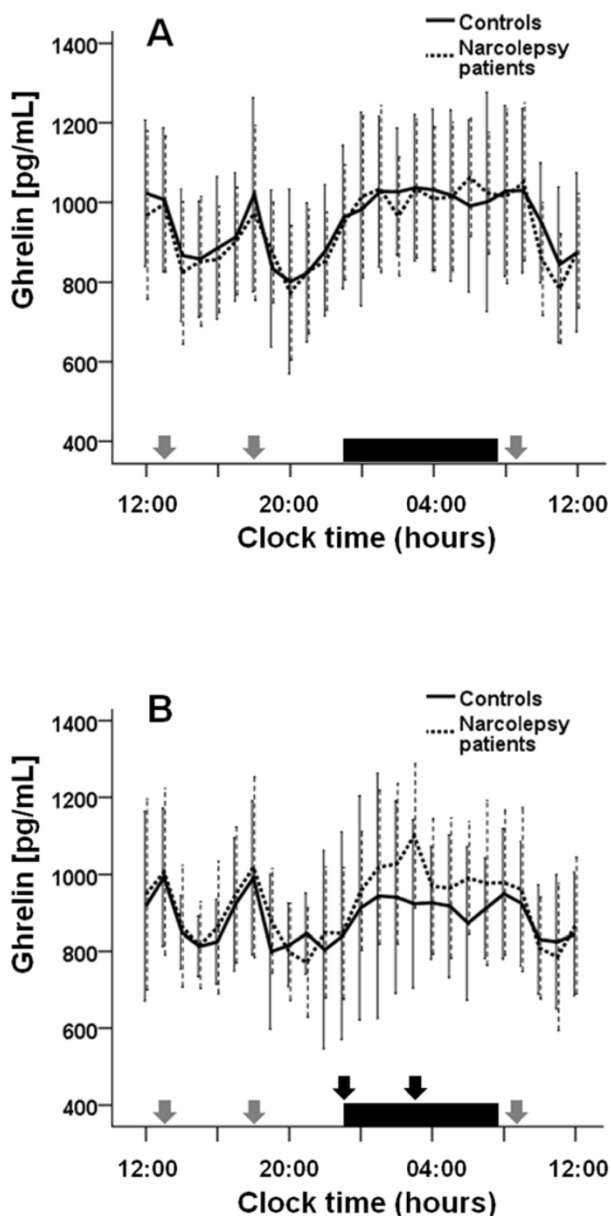 A
Controls
Narcolepsy
patients
1400
1200
1000
800
600
400
Ghrelin [pg/mL]
12:00 20:00 04:00 12:00
Clock time (hours)
B
Controls
Narcolepsy
patients
1400
1200
1000
800
600
400
Ghrelin [pg/mL]
12:00 20:00 04:00 12:00
Clock time (hours)